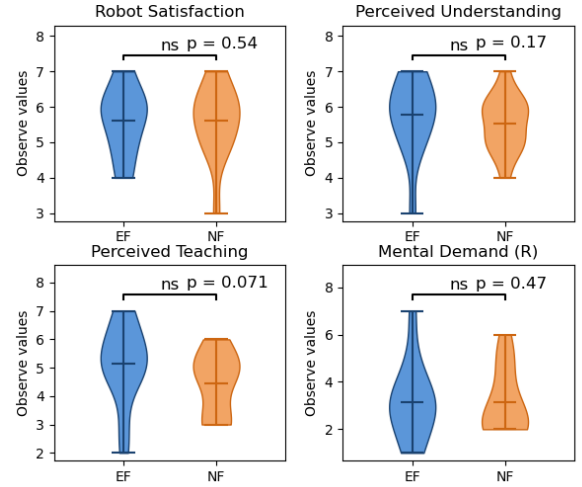 Robot Satisfaction
8
7
6
5
4
3
Observe values
ns p = 0.54
EF NF
Perceived Understanding
8
7
6
5
4
3
Observe values
ns p = 0.17
EF NF
Perceived Teaching
8
7
6
5
4
3
2
Observe values
ns p = 0.071
EF NF
Mental Demand (R)
8
6
4
2
Observe values
ns p = 0.47
EF NF